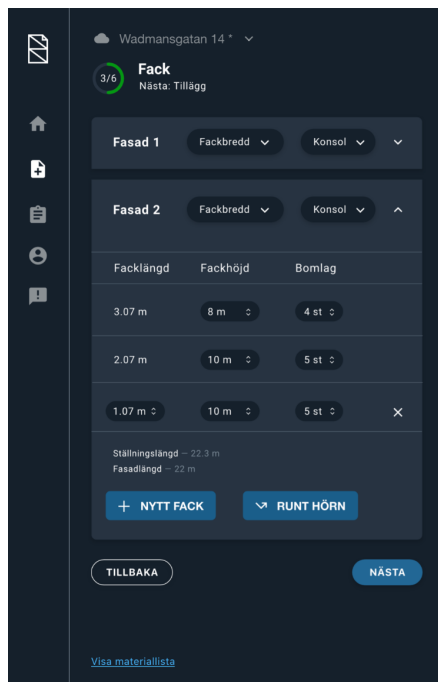 Wadmansgatan 14 *
3/6
Fack
Nästa: Tillägg
Fasad 1 Fackbredd Konsol
Fasad 2 Fackbredd Konsol
Facklängd Fackhöjd Bomlag
3.07 m 8 m 4 st
2.07 m 10 m 5 st
1.07 m 10 m 5 st
Ställningslängd – 22.3 m
Fasadlängd – 22 m
+ NYTT FACK RUNT HÖRN
TILLBAKA NÄSTA
Visa materiallista